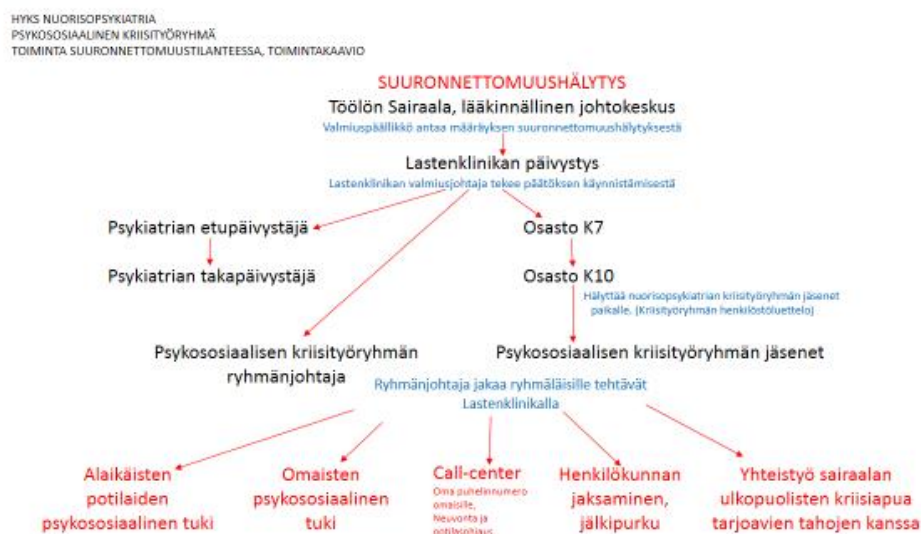 HYKS NUORISOPSYKIATRIA
PSYKOSOSIAALINEN KRIISITYÖRYHMÄ
TOIMINTA SUURONNETTOMUUSTILANTEESSA, TOIMINTAKAAVIO
SUURONNETTOMUUSHÄLYTYS
Töölön Sairaala, lääkinnällinen johtokeskus
Valmiuspäällikkö antaa määräyksen suuronnettomuushälytyksestä
Lastenklinikan päivystys
Lastenklinikan valmiusjohtaja tekee päätöksen käynnistämisestä
Psykiatrian etupäivystäjä
Osasto K7
Psykiatrian takapäivystäjä
Osasto K10
Hälyttää nuorisopsykiatrian kriisityöryhmän jäsenet
paikalle. (Kriisityöryhmän henkilöstöluettelo)
Psykososiaalisen kriisityöryhmän
ryhmänjohtaja
Psykososiaalisen kriisityöryhmän jäsenet
Ryhmänjohtaja jakaa ryhmäläisille tehtävät
Lastenklinikalla
Alaikäisten
potilaiden
psykososiaalinen tuki
Omaisten
psykososiaalinen
tuki
Call-center
Oma puhelinnumero
omaisille,
Neuvonta ja
potilasohjaus
Henkilökunnan
jaksaminen,
jälkipurku
Yhteistyö sairaalan
ulkopuolisten kriisiapua
tarjoavien tahojen kanssa